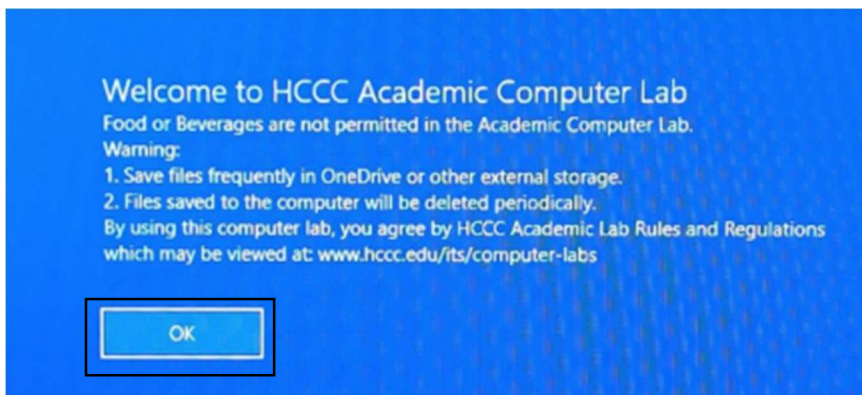 Welcome to HCCC Academic Computer Lab
Food or Beverages are not permitted in the Academic Computer Lab.
Warning:
1. Save files frequently in OneDrive or other external storage.
2. Files saved to the computer will be deleted periodically.
By using this computer lab, you agree by HCCC Academic Lab Rules and Regulations
which may be viewed at: www.hccc.edu/its/computer-labs
OK